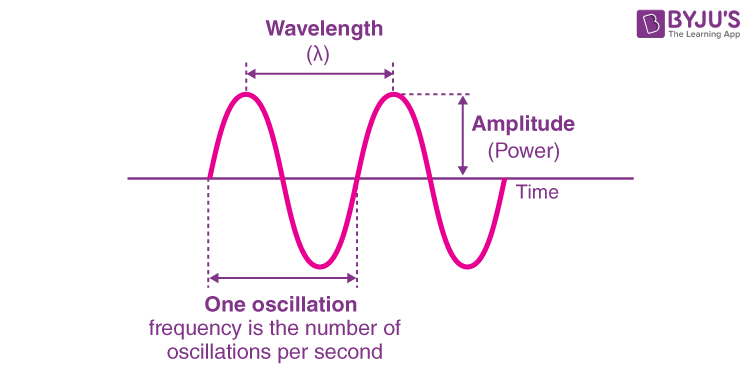 BYJU'S
The Learning App
Wavelength
(λ)
Amplitude
(Power)
Time
One oscillation
frequency is the number of
oscillations per second